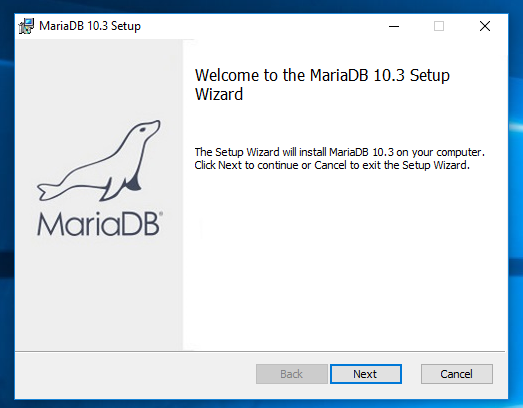 MariaDB 10.3 Setup
Welcome to the MariaDB 10.3 Setup
Wizard
The Setup Wizard will install MariaDB 10.3 on your computer.
Click Next to continue or Cancel to exit the Setup Wizard.
MariaDB®
Back
Next
Cancel